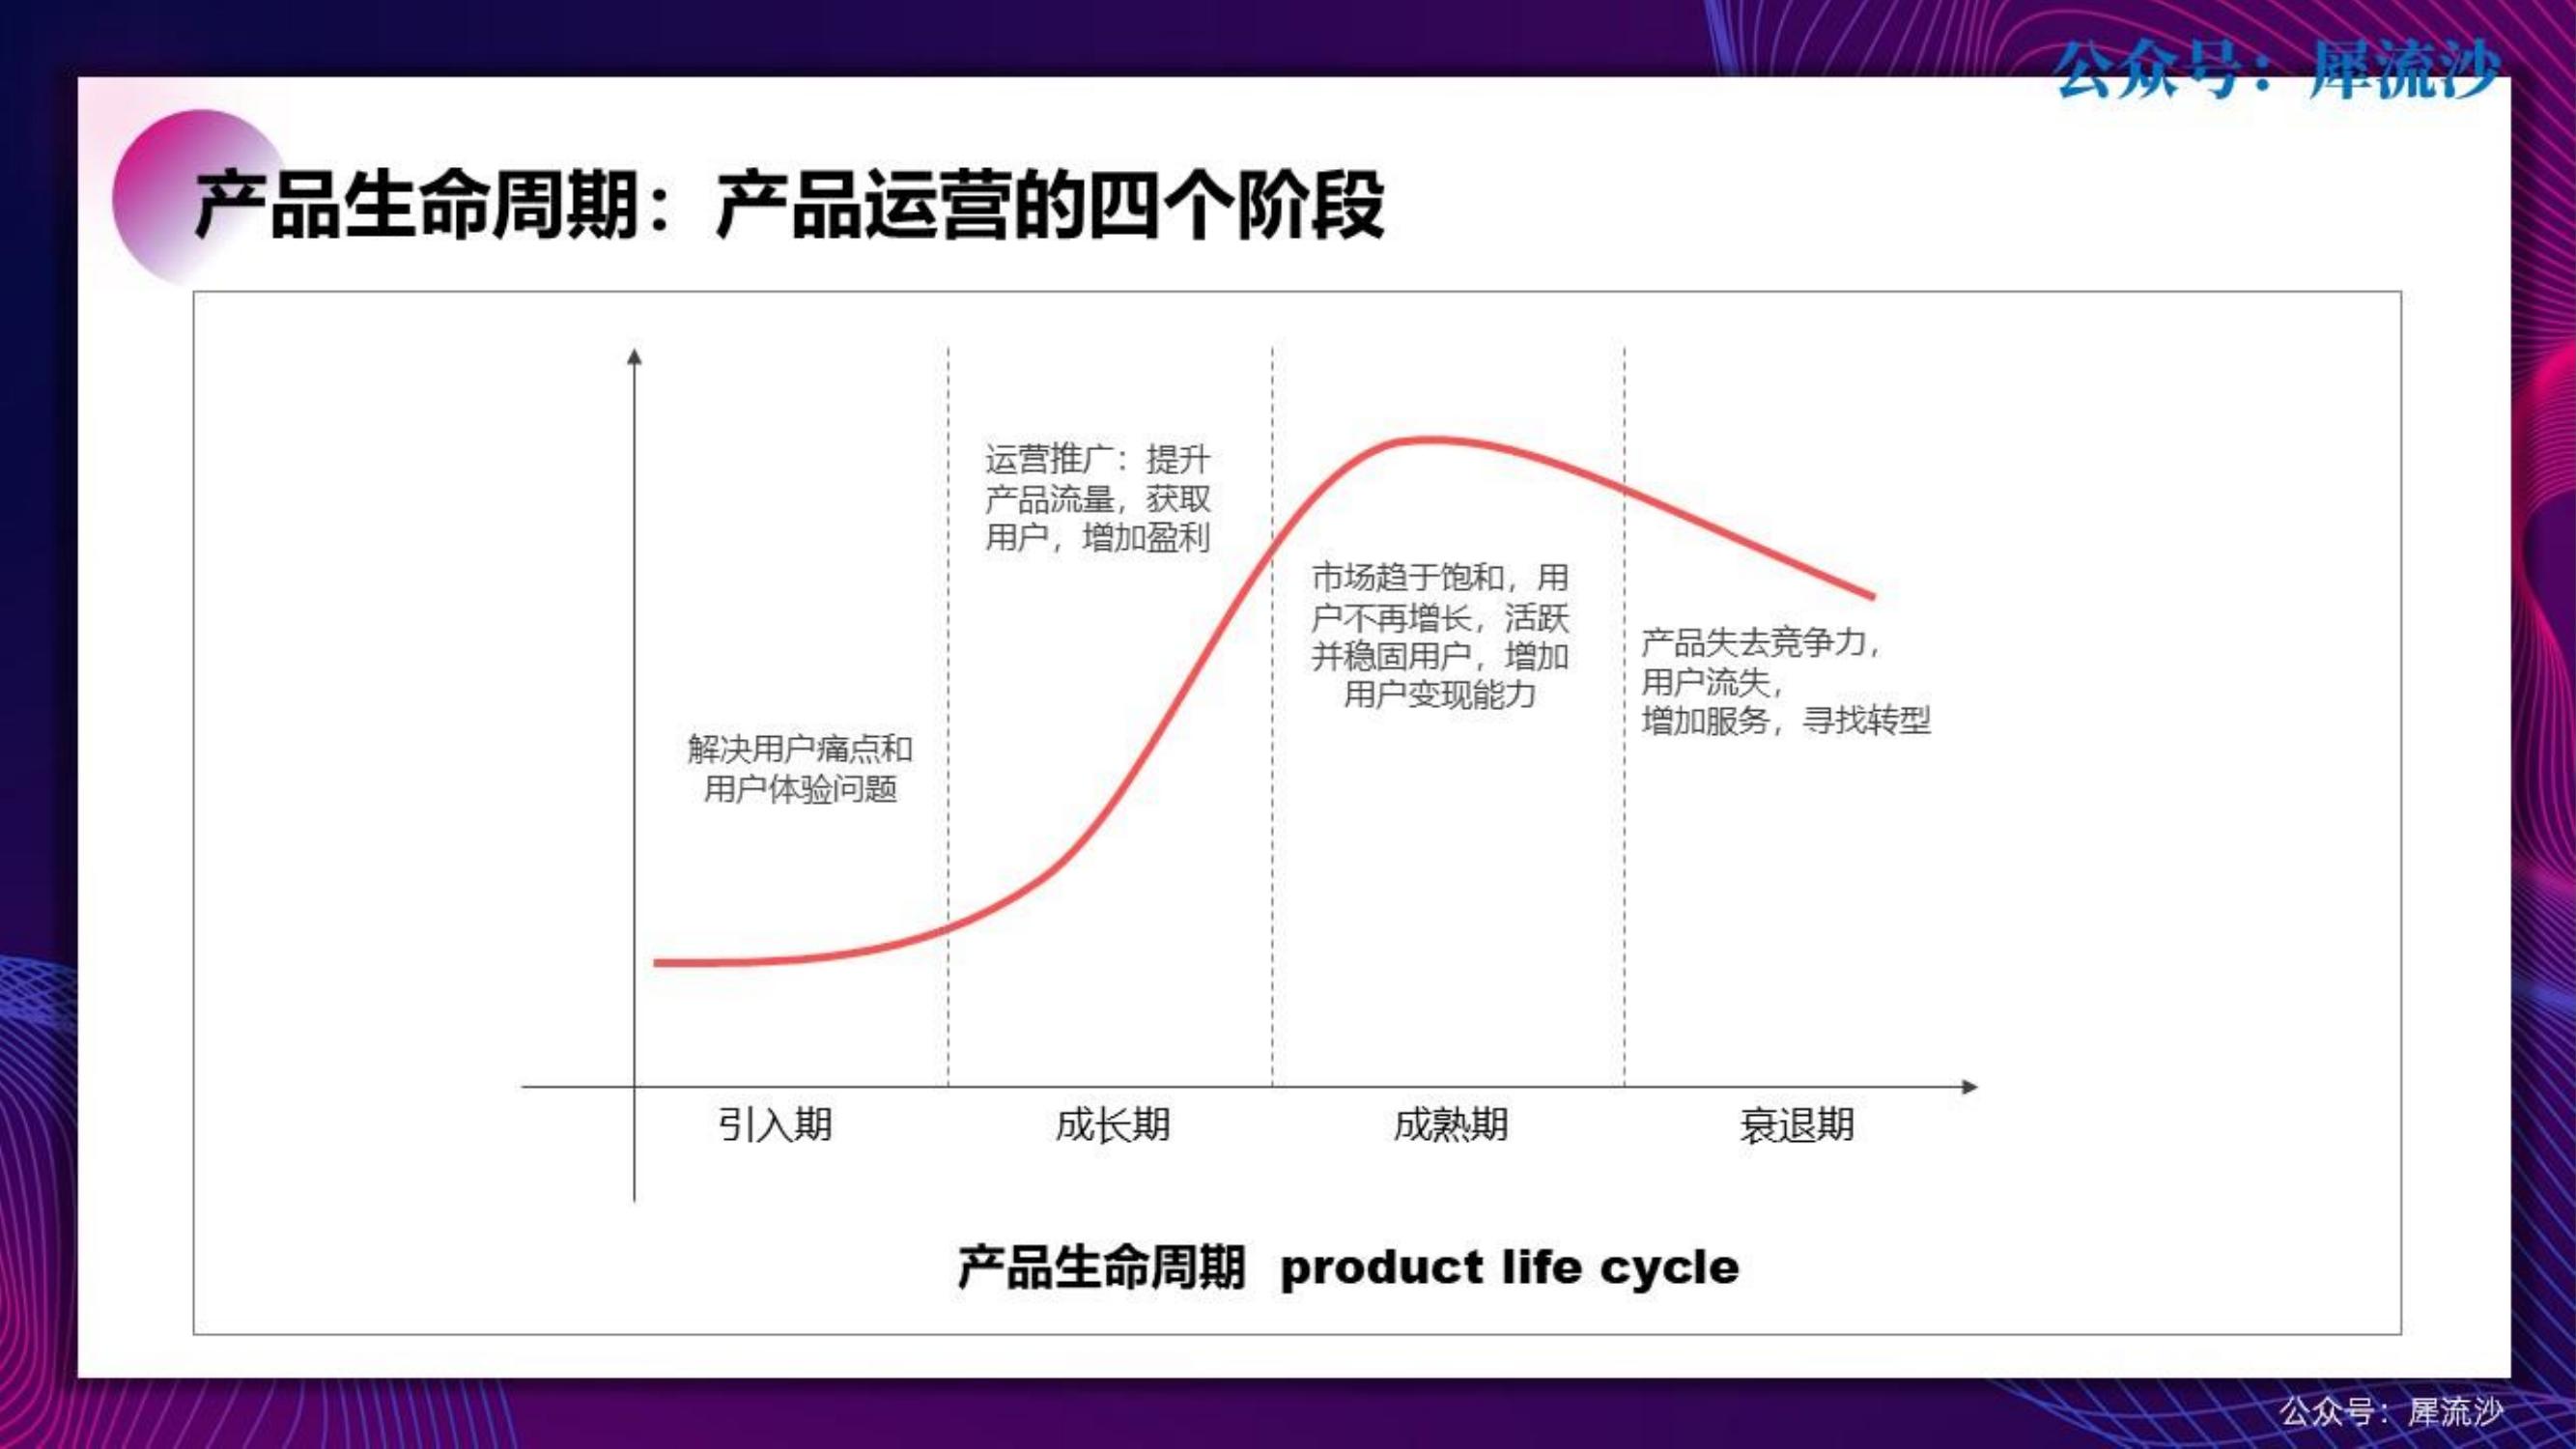 公众号：犀流沙
产品生命周期：产品运营的四个阶段
运营推广：提升
产品流量，获取
用户，增加盈利
市场趋于饱和，用
户不再增长，活跃
并稳固用户，增加
用户变现能力
产品失去竞争力，
用户流失，
增加服务，寻找转型
解决用户痛点和
用户体验问题
引入期
成长期
成熟期
衰退期
产品生命周期 product life cycle
公众号：犀流沙